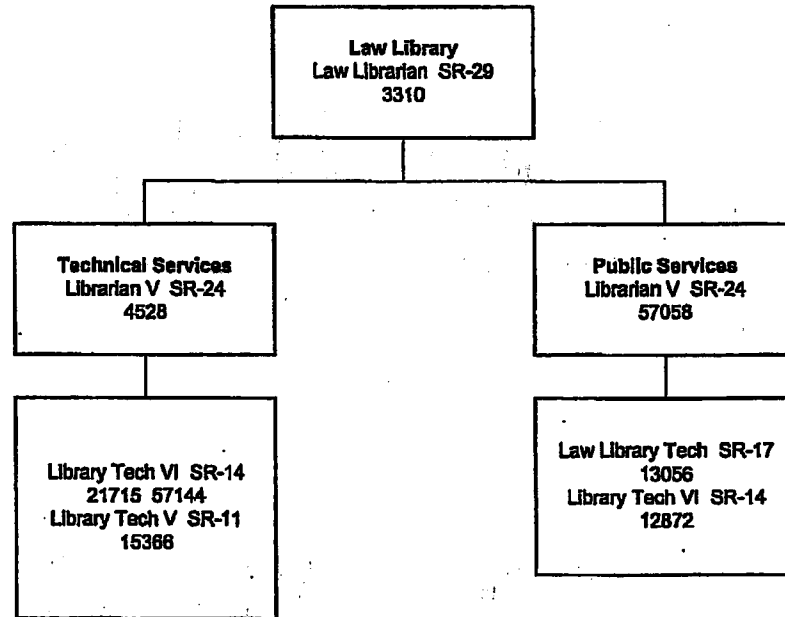 Law Library
Law Librarian SR-29
3310
Technical Services
Librarian V SR-24
4528
Public Services
Librarian V SR-24
57058
Library Tech VI SR-14
21715 57144
Library Tech V SR-11
15366
Law Library Tech SR-17
13056
Library Tech VI SR-14
12872